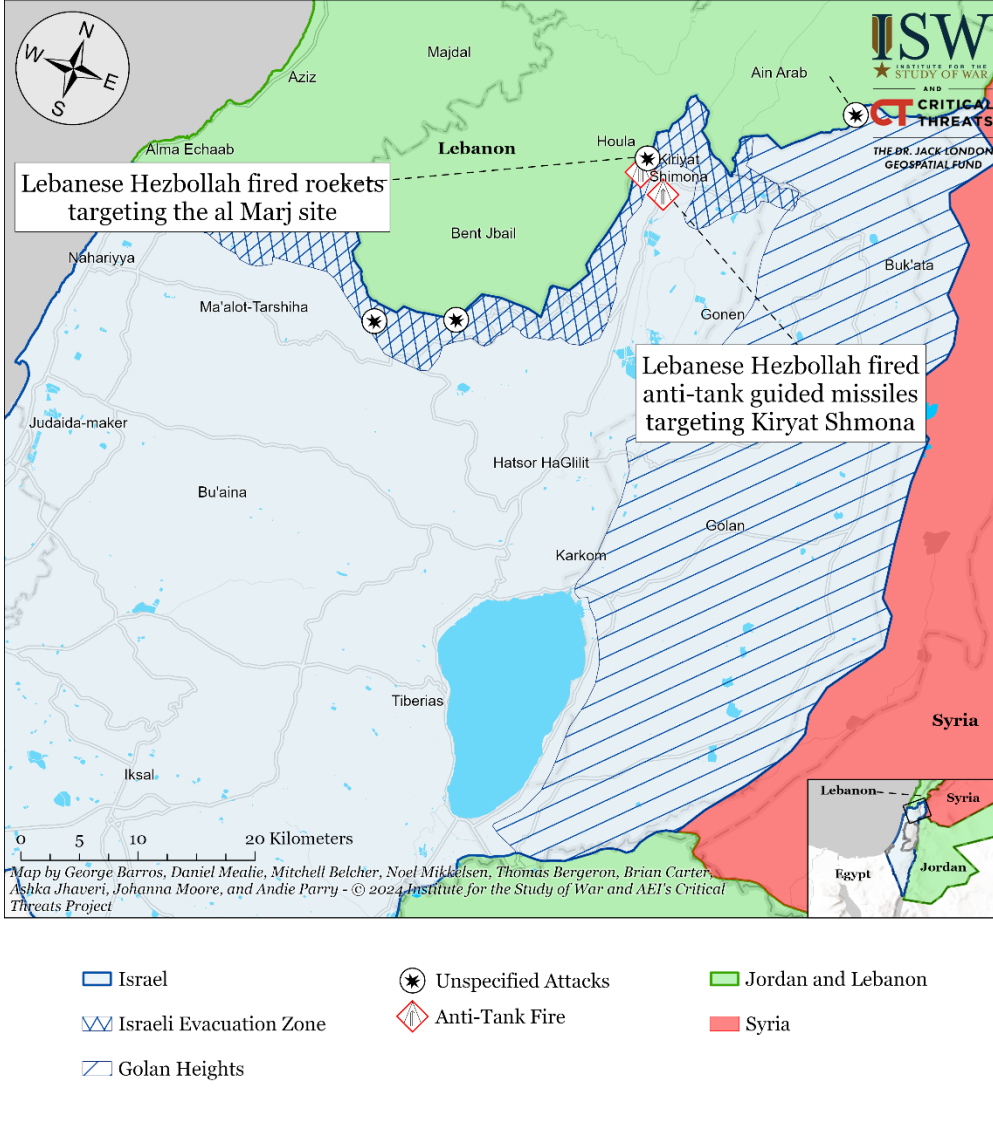 N
W
E
S
ISW
INSTITUTE FOR THE
STUDY OF WAR
AND
CT CRITICAL
THREATS
THE DR. JACK LONDON
GEOSPATIAL FUND
Majdal
Aziz
Ain Arab
Alma Echaab
Lebanon
Houla
Kiriyat
Shimona
Lebanese Hezbollah fired roekets
targeting the al Marj site
Bent Jbail
Nahariyya
Buk'ata
Ma'alot-Tarshiha
Gonen
Lebanese Hezbollah fired
anti-tank guided missiles
targeting Kiryat Shmona
Judaida-maker
Hatsor HaGlilit
Bu'aina
Golan
Karkom
Tiberias
Syria
Iksal
0 5 10 20 Kilometers
Map by George Barros, Daniel Mealie, Mitchell Belcher, Noel Mikkelsen, Thomas Bergeron, Brian Carter,
Ashka Jhaveri, Johanna Moore, and Andie Parry - © 2024 Institute for the Study of War and AEI's Critical
Threats Project
Lebanon
Syria
Egypt
Jordan
Israel
Unspecified Attacks
Jordan and Lebanon
Israeli Evacuation Zone
Anti-Tank Fire
Syria
Golan Heights